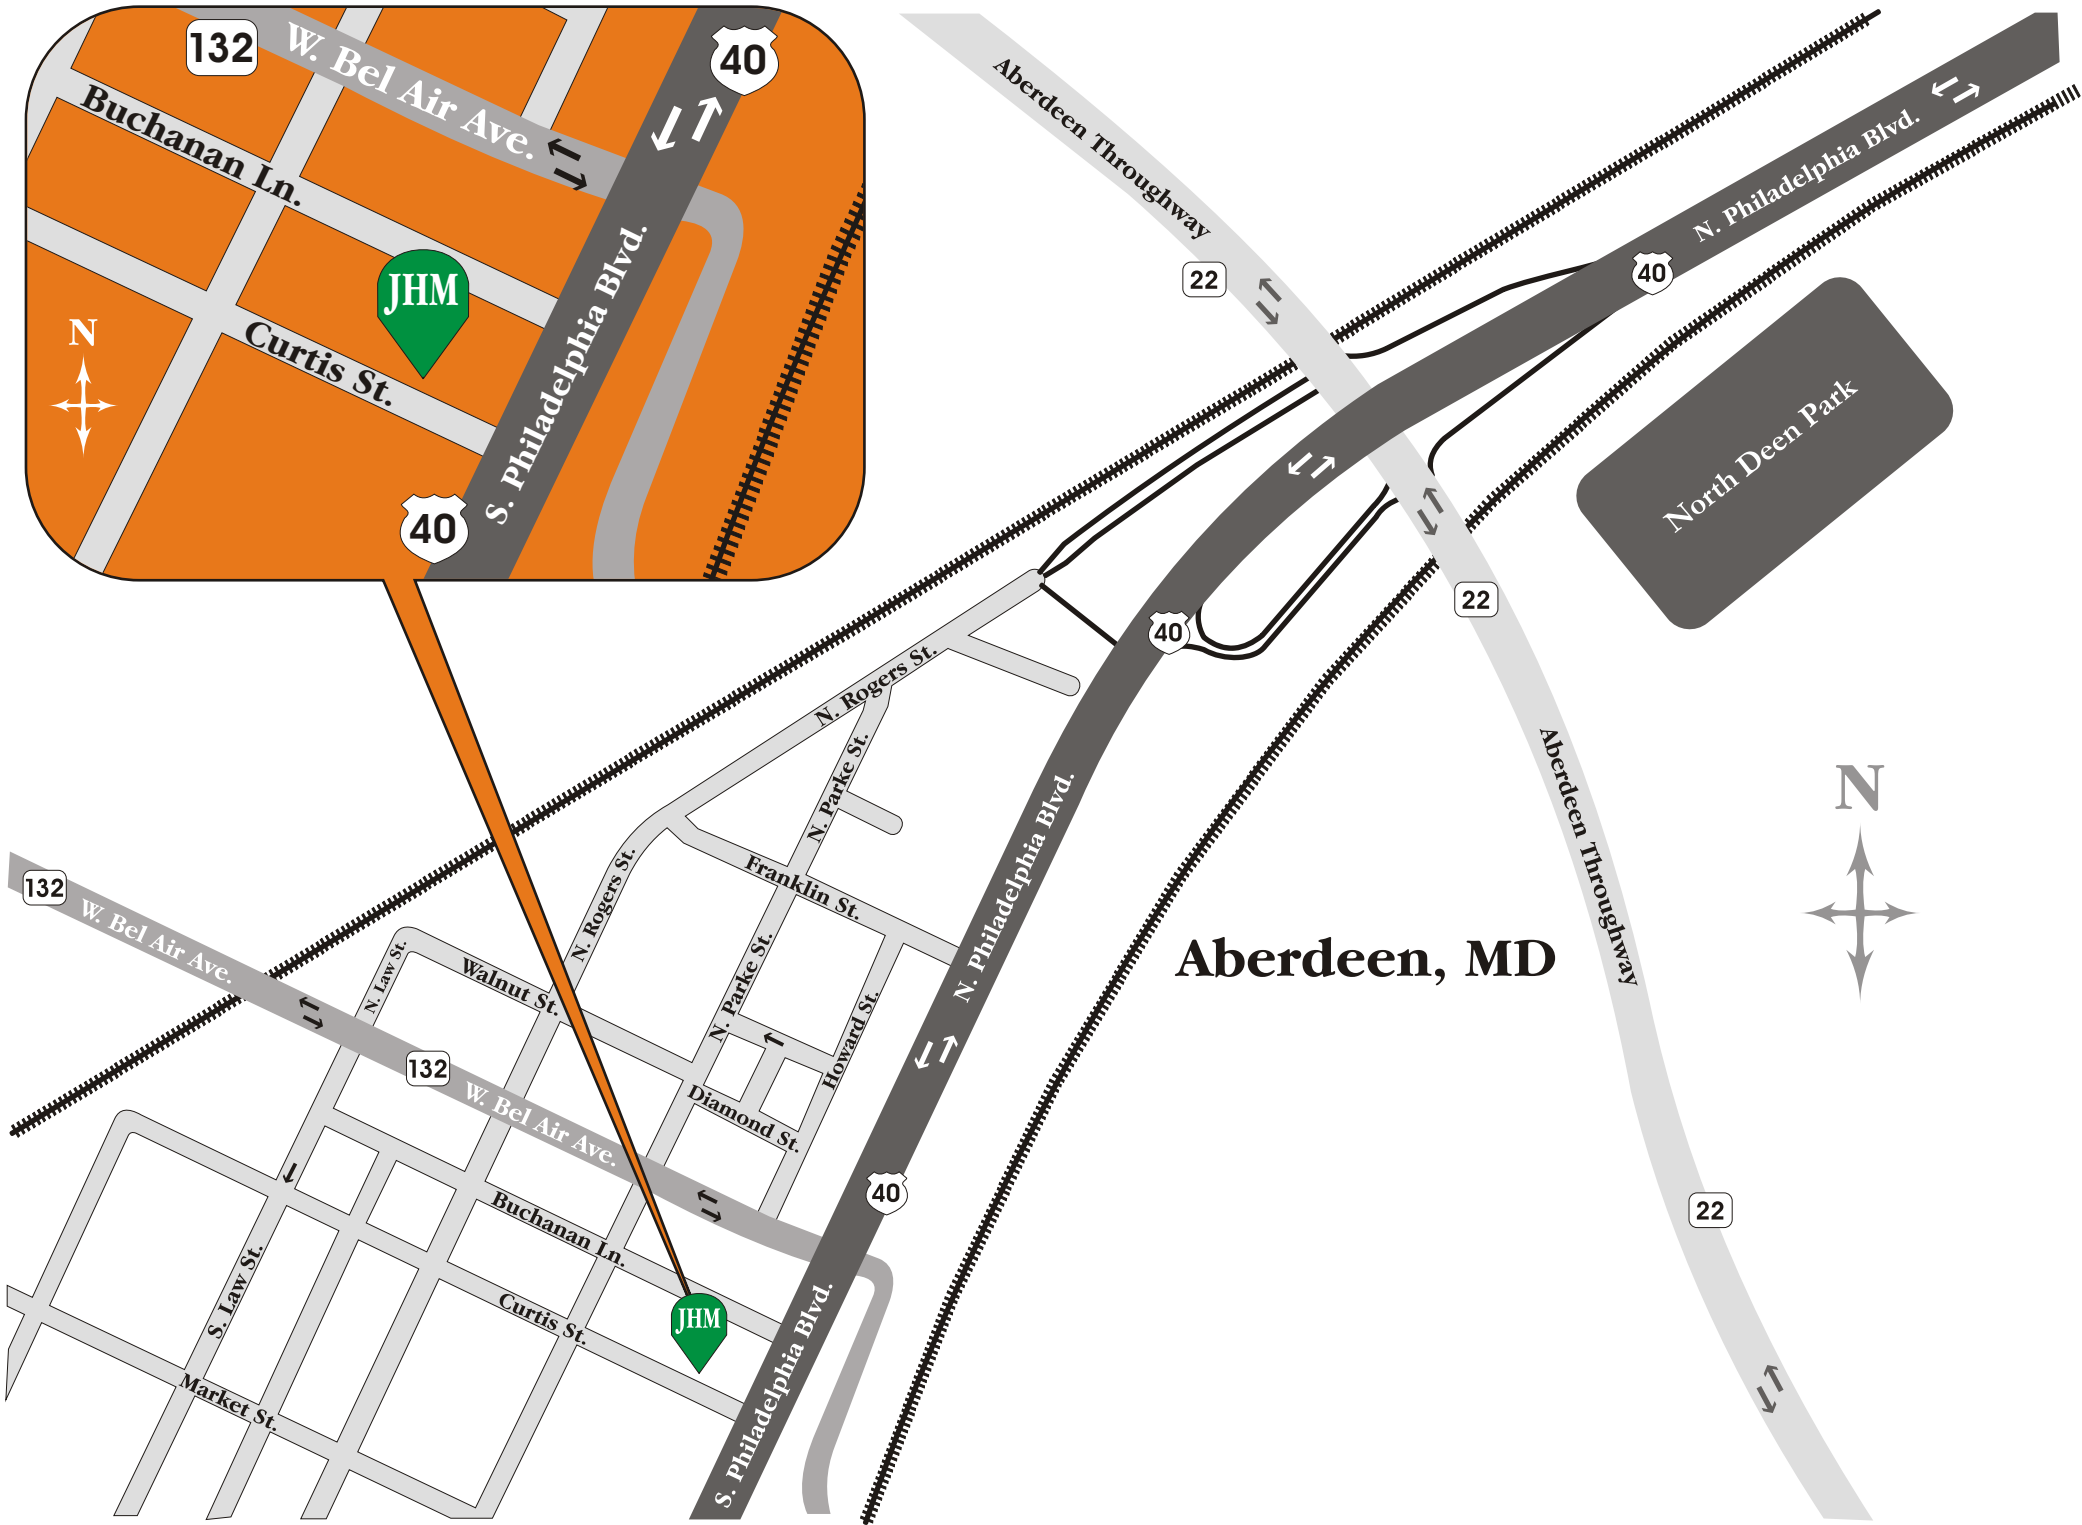 132
W. Bel Air Ave.
40
Buchanan Ln.
JHM
N
Curtis St.
S. Philadelphia Blvd.
40
Aberdeen Throughway
22
N. Philadelphia Blvd.
40
North Deen Park
22
40
N. Rogers St.
N. Parke St.
N. Philadelphia Blvd.
Aberdeen Throughway
N
132
W. Bel Air Ave.
N. Rogers St.
Franklin St.
Aberdeen, MD
N. Law St.
Walnut St.
N. Parke St.
Howard St.
132
W. Bel Air Ave.
Diamond St.
40
22
Buchanan Ln.
S. Law St.
Curtis St.
JHM
S. Philadelphia Blvd.
Market St.